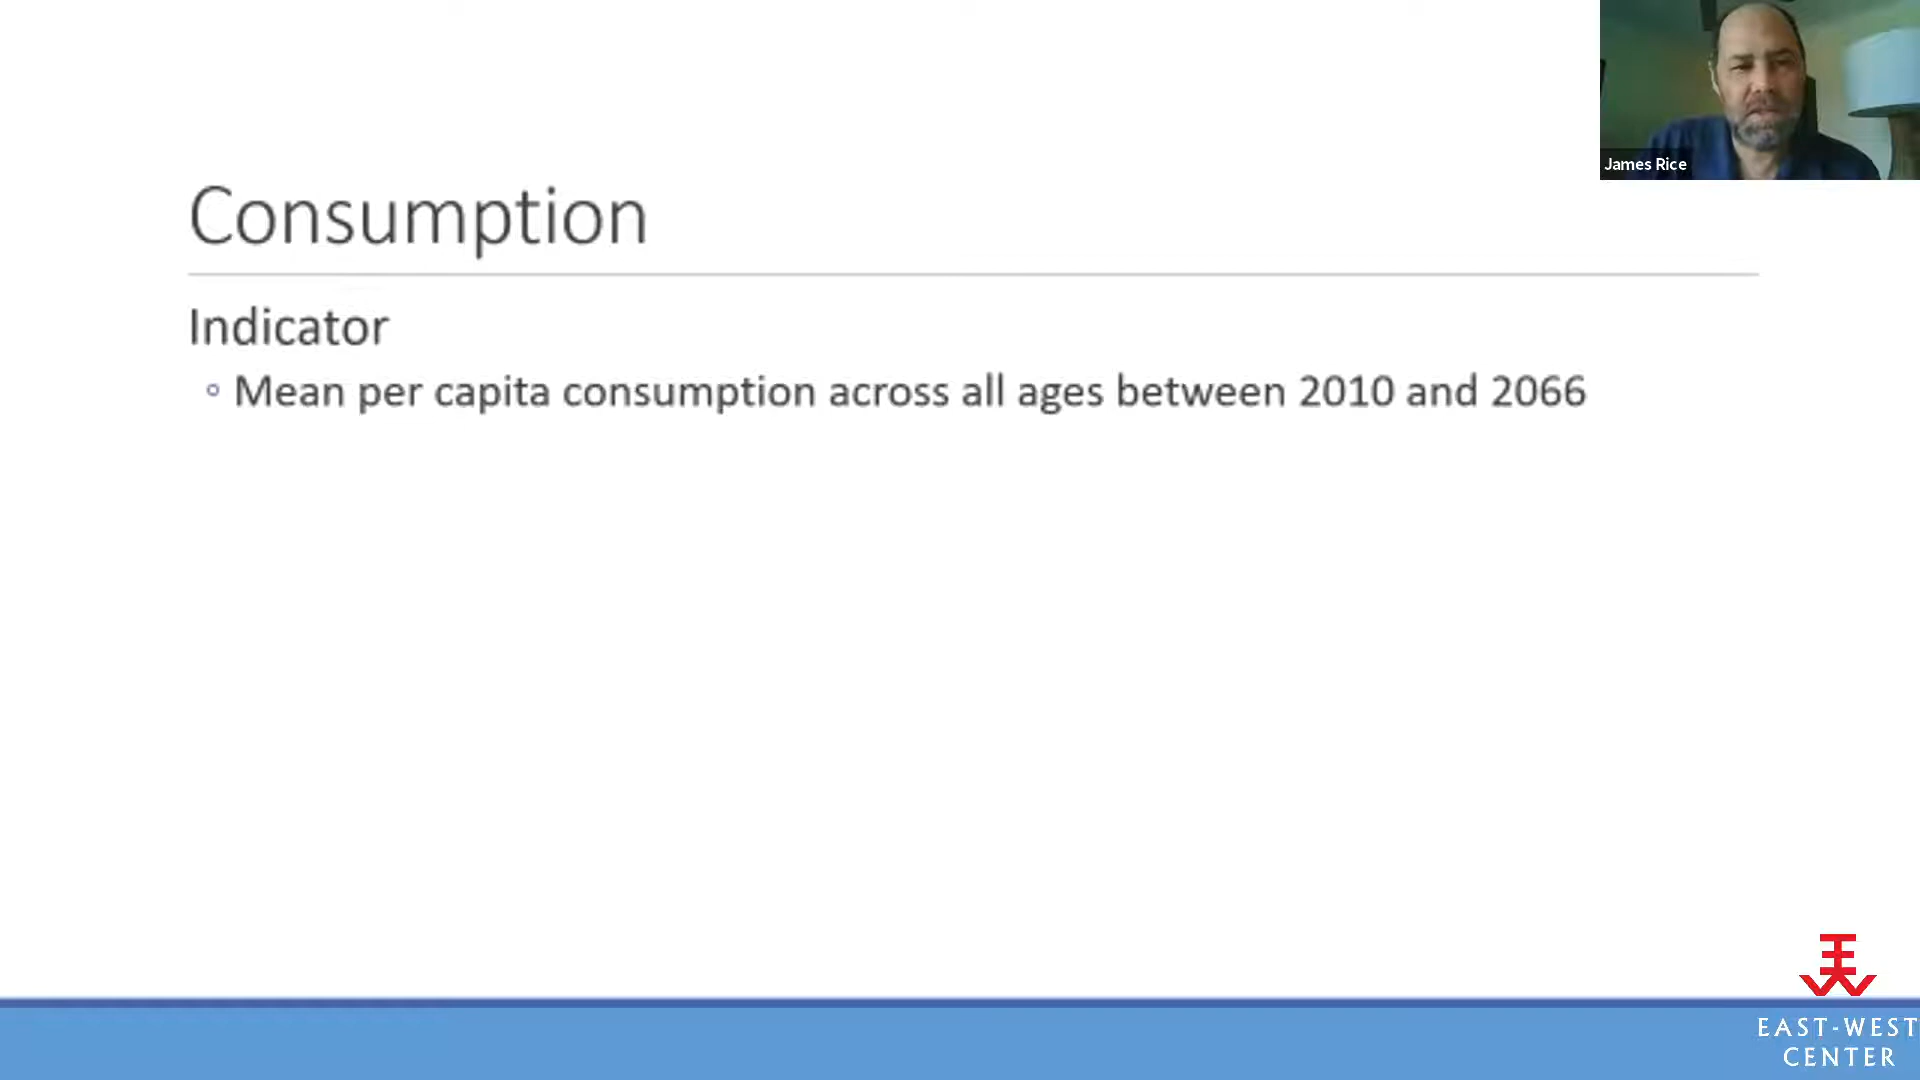 James Rice
Consumption
Indicator
Mean per capita consumption across all ages between 2010 and 2066
EAST-WEST
CENTER